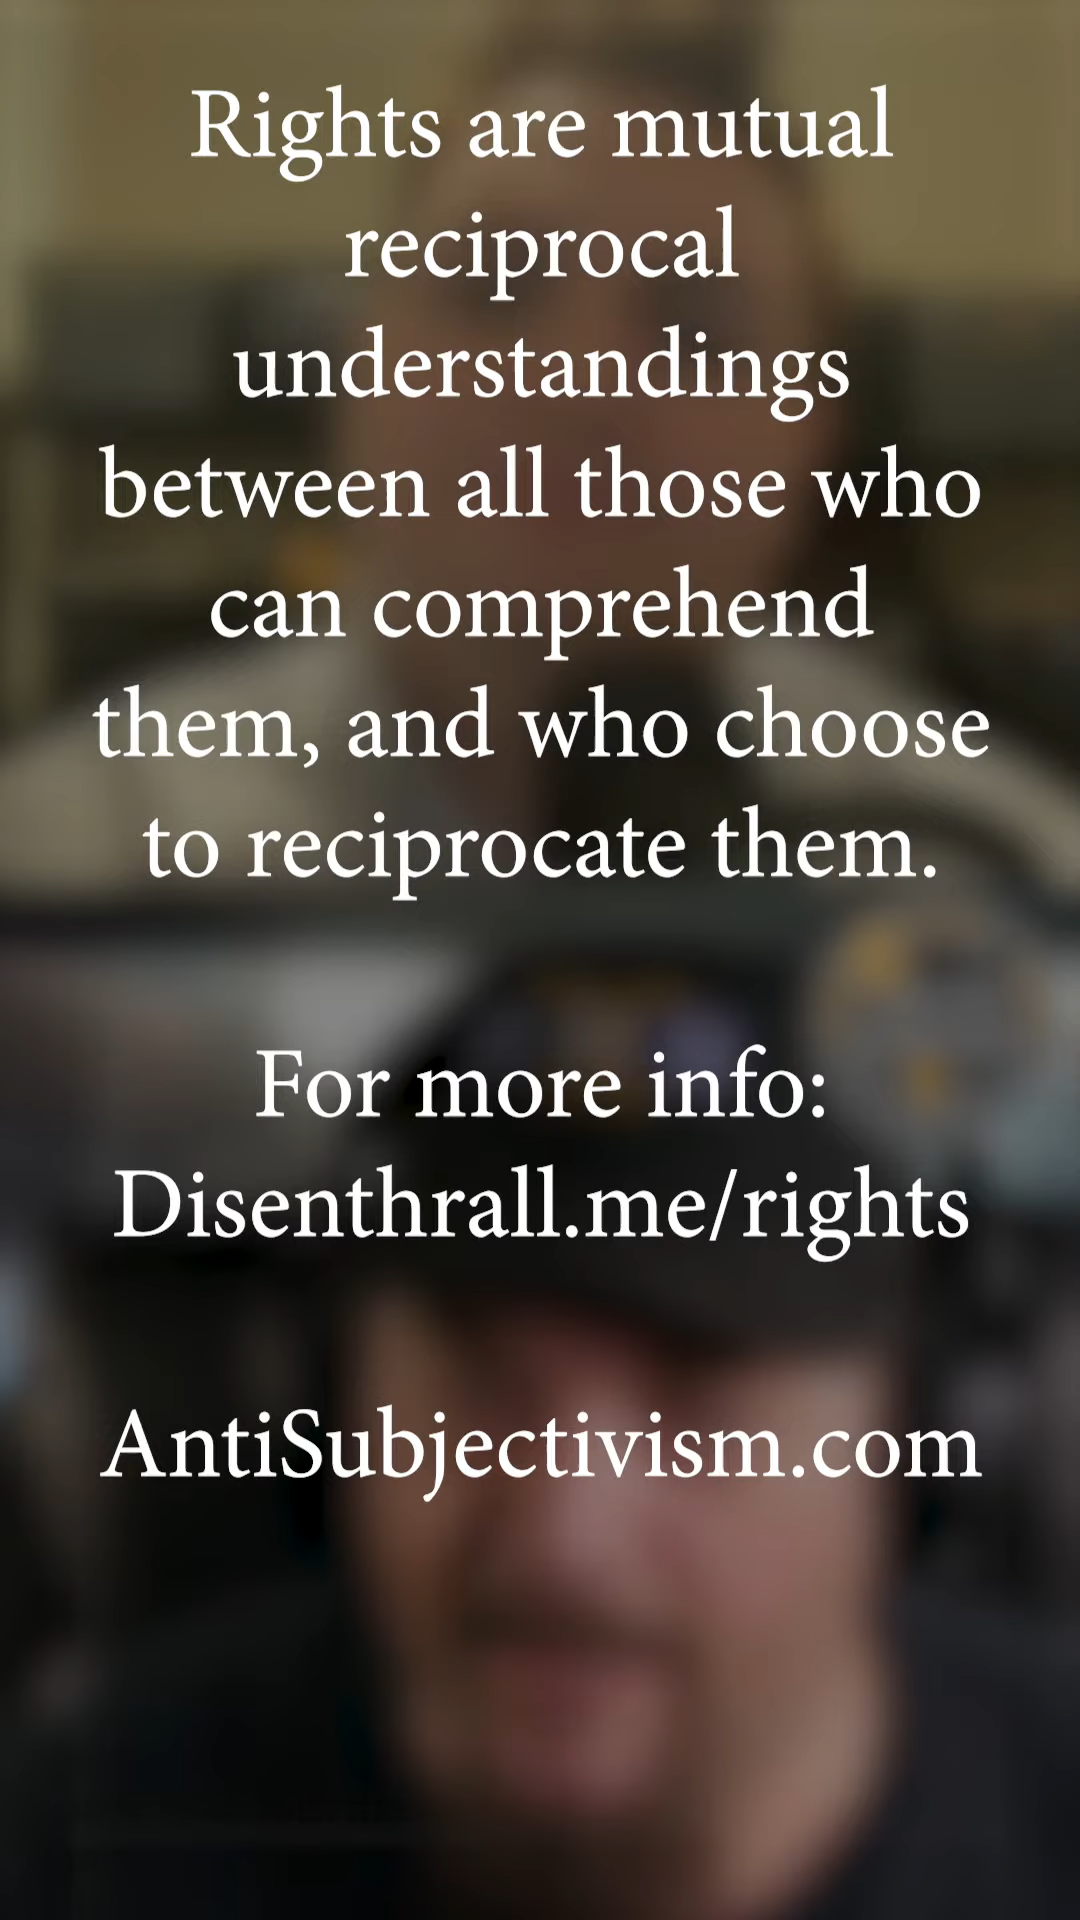 Rights are mutual
reciprocal
understandings
between all those who
can comprehend
them, and who choose
to reciprocate them.
For more info:
Disenthrall.me/rights
AntiSubjectivism.com